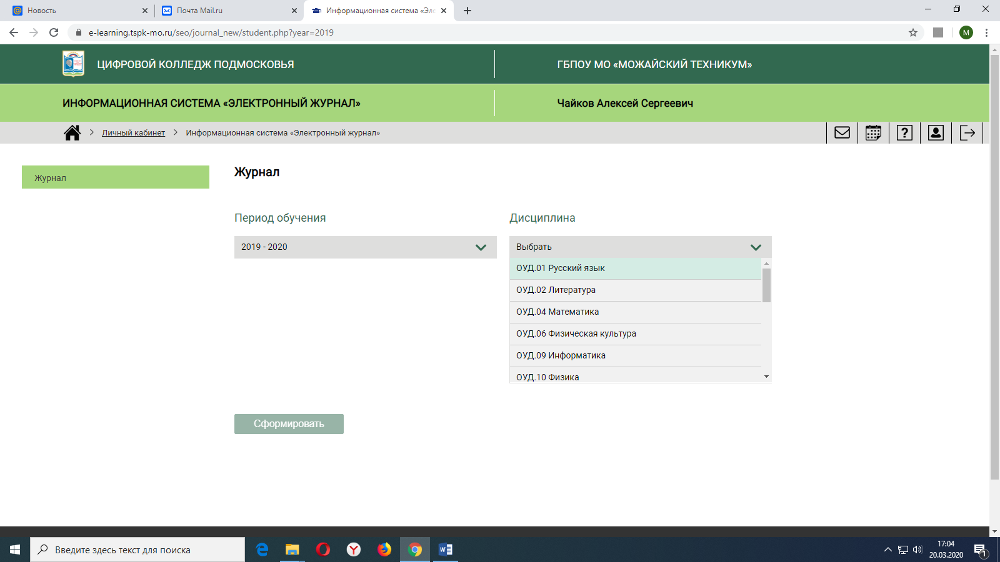 Новость
Почта Mail.ru
Информационная система «Эле
e-learning.tspk-mo.ru/seo/journal_new/student.php?year=2019
M
ЦИФРОВОЙ КОЛЛЕДЖ ПОДМОСКОВЬЯ
ГБПОУ МО «МОЖАЙСКИЙ ТЕХНИКУМ»
ИНФОРМАЦИОННАЯ СИСТЕМА «ЭЛЕКТРОННЫЙ ЖУРНАЛ»
Чайков Алексей Сергеевич
Личный кабинет
Информационная система «Электронный журнал»
Журнал
Журнал
Период обучения
Дисциплина
2019 - 2020
Выбрать
ОУД.01 Русский язык
ОУД.02 Литература
ОУД.04 Математика
ОУД.06 Физическая культура
ОУД.09 Информатика
ОУД.10 Физика
Сформировать
Введите здесь текст для поиска
17:04
20.03.2020
1